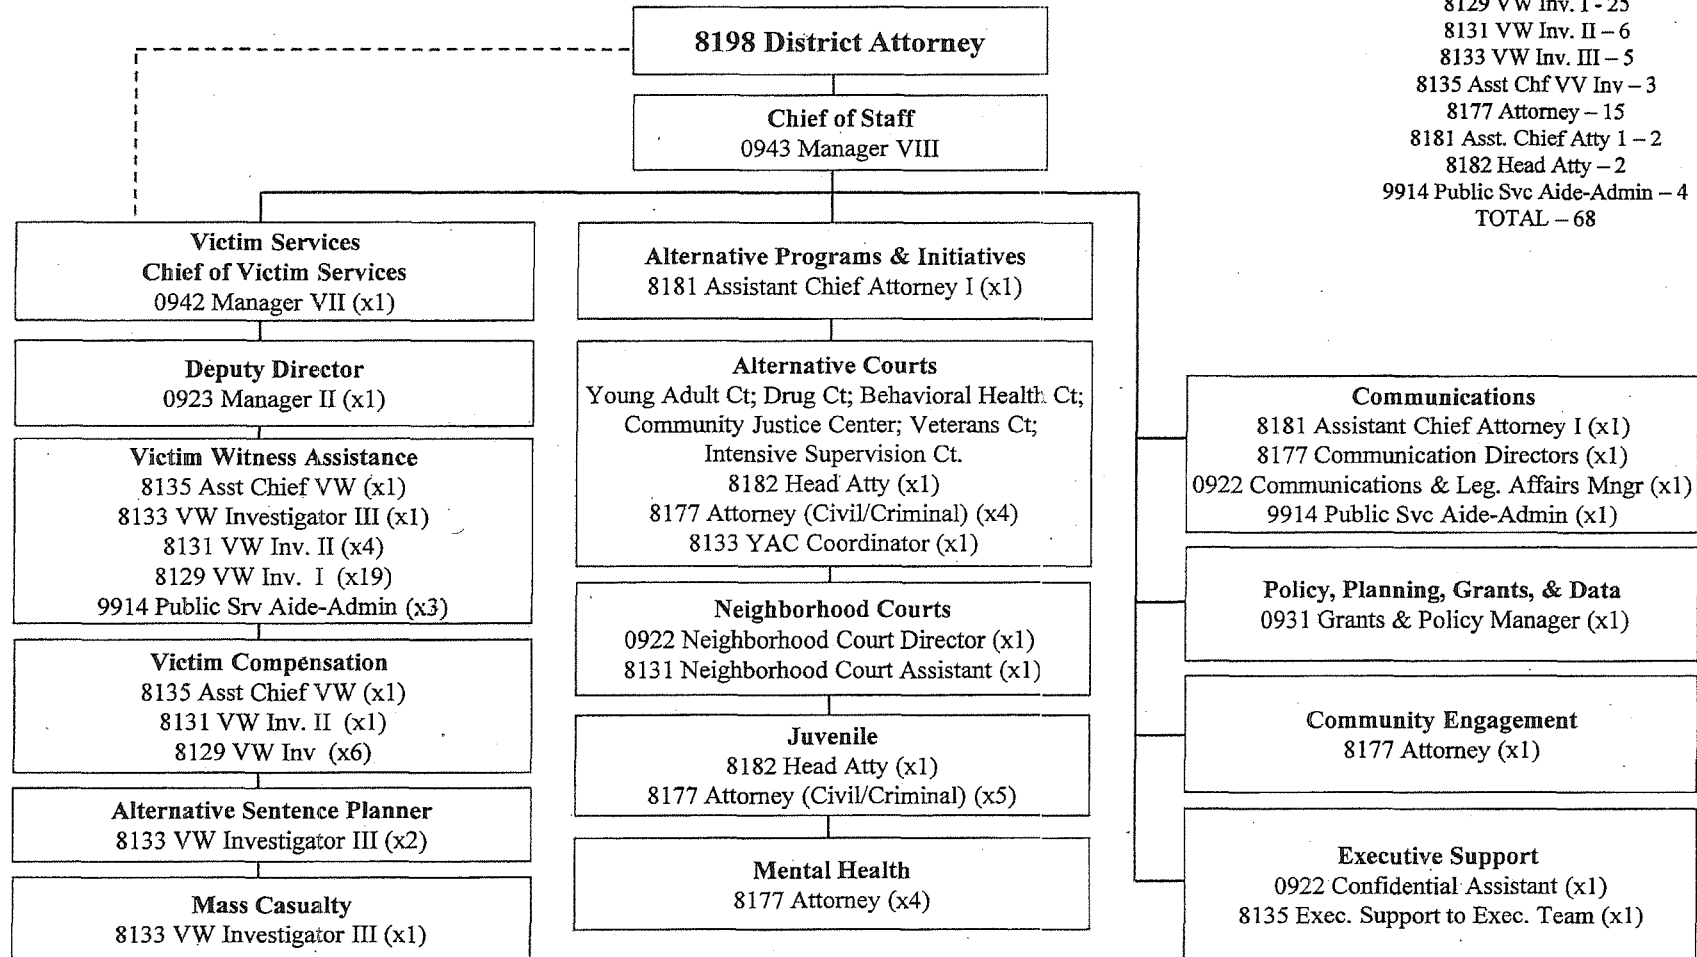 8198 District Attorney
Chief of Staff
0943 Manager VIII
8129 VW Inv. I - 25
8131 VW Inv. II – 6
8133 VW Inv. III – 5
8135 Asst Chf VV Inv – 3
8177 Attorney – 15
8181 Asst. Chief Atty 1 – 2
8182 Head Atty – 2
9914 Public Svc Aide-Admin – 4
TOTAL – 68
Victim Services
Chief of Victim Services
0942 Manager VII (x1)
Deputy Director
0923 Manager II (x1)
Victim Witness Assistance
8135 Asst Chief VW (x1)
8133 VW Investigator III (x1)
8131 VW Inv. II (x4)
8129 VW Inv. I (x19)
9914 Public Srv Aide-Admin (x3)
Victim Compensation
8135 Asst Chief VW (x1)
8131 VW Inv. II (x1)
8129 VW Inv (x6)
Alternative Sentence Planner
8133 VW Investigator III (x2)
Mass Casualty
8133 VW Investigator III (x1)
Alternative Programs & Initiatives
8181 Assistant Chief Attorney I (x1)
Alternative Courts
Young Adult Ct; Drug Ct; Behavioral Health Ct;
Community Justice Center; Veterans Ct;
Intensive Supervision Ct.
8182 Head Atty (x1)
8177 Attorney (Civil/Criminal) (x4)
8133 YAC Coordinator (x1)
Neighborhood Courts
0922 Neighborhood Court Director (x1)
8131 Neighborhood Court Assistant (x1)
Juvenile
8182 Head Atty (x1)
8177 Attorney (Civil/Criminal) (x5)
Mental Health
8177 Attorney (x4)
Communications
8181 Assistant Chief Attorney I (x1)
8177 Communication Directors (x1)
0922 Communications & Leg. Affairs Mngr (x1)
9914 Public Svc Aide-Admin (x1)
Policy, Planning, Grants, & Data
0931 Grants & Policy Manager (x1)
Community Engagement
8177 Attorney (x1)
Executive Support
0922 Confidential Assistant (x1)
8135 Exec. Support to Exec. Team (x1)